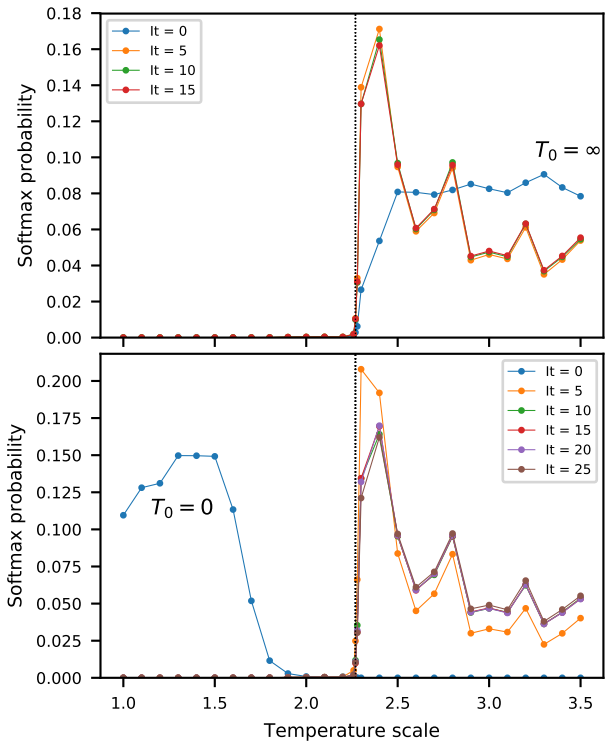 0.18
0.16
0.14
0.12
0.10
0.08
0.06
0.04
0.02
0.00
Softmax probability
It = 0
It = 5
It = 10
It = 15
T₀ = ∞
0.200
0.175
0.150
0.125
0.100
0.075
0.050
0.025
0.000
Softmax probability
T₀ = 0
It = 0
It = 5
It = 10
It = 15
It = 20
It = 25
1.0 1.5 2.0 2.5 3.0 3.5
Temperature scale